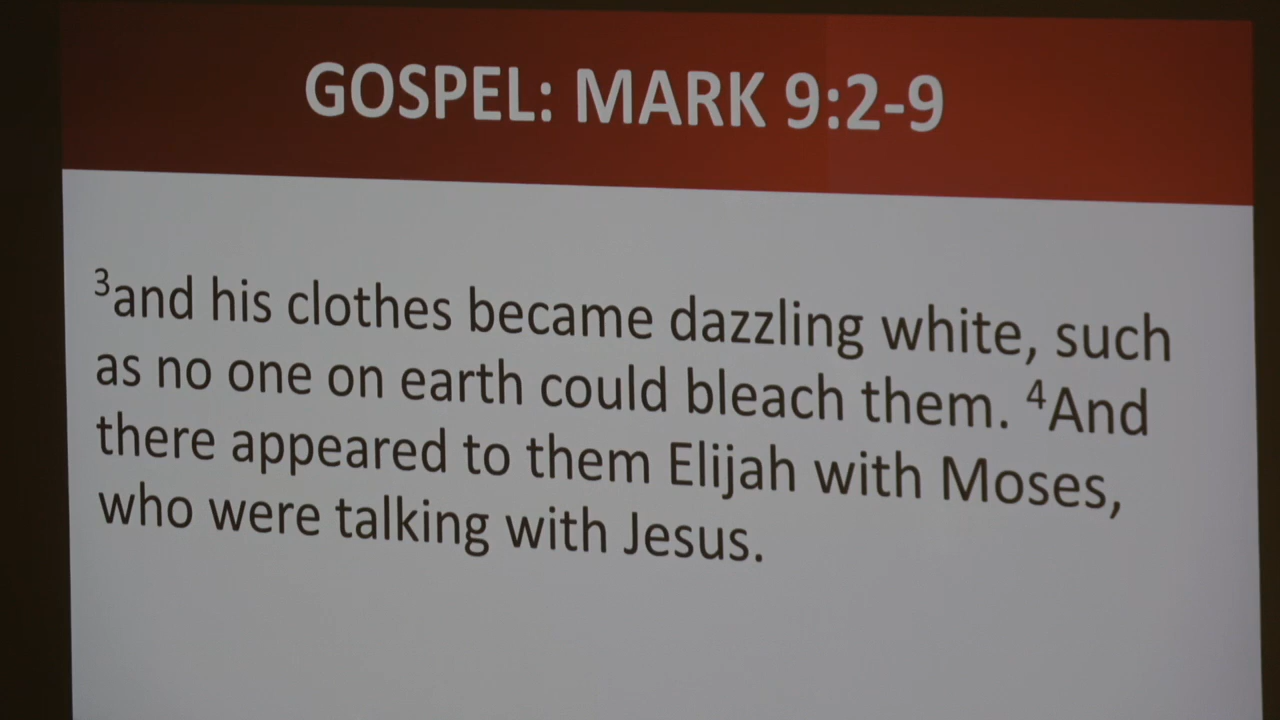 GOSPEL: MARK 9:2-9
³and his clothes became dazzling white, such
as no one on earth could bleach them. ⁴And
there appeared to them Elijah with Moses,
who were talking with Jesus.